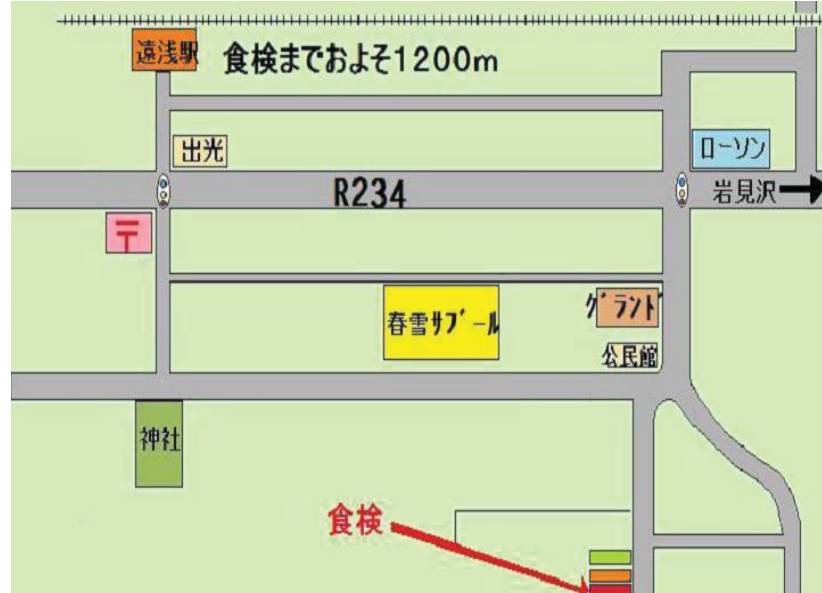 遠浅駅
食検までおよそ1200m
出光
ローソン
R234
岩見沢
〒
グランド
春雪サブール
公民館
神社
食検